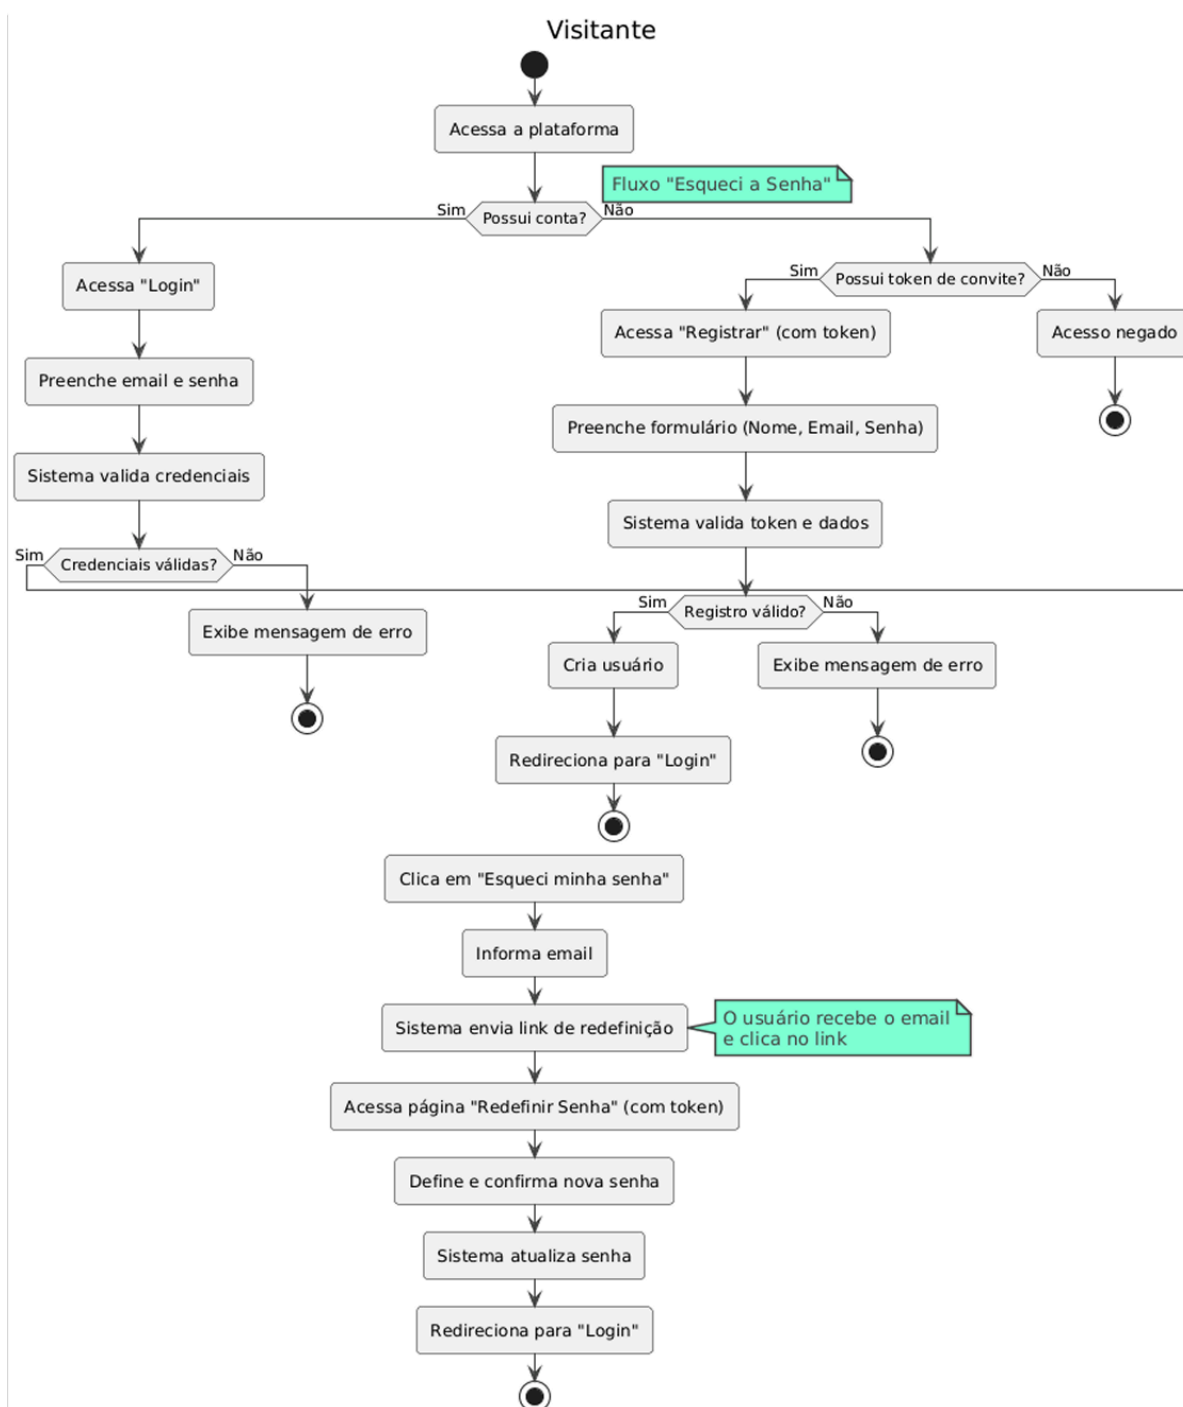 Visitante
Acessa a plataforma
Fluxo "Esqueci a Senha"
Sim
Possui conta?
Não
Acessa "Login"
Sim
Possui token de convite?
Não
Acessa "Registrar" (com token)
Acesso negado
Preenche email e senha
Preenche formulário (Nome, Email, Senha)
Sistema valida credenciais
Sistema valida token e dados
Sim
Credenciais válidas?
Não
Sim
Registro válido?
Não
Exibe mensagem de erro
Cria usuário
Exibe mensagem de erro
Redireciona para "Login"
Clica em "Esqueci minha senha"
Informa email
Sistema envia link de redefinição
O usuário recebe o email
e clica no link
Acessa página "Redefinir Senha" (com token)
Define e confirma nova senha
Sistema atualiza senha
Redireciona para "Login"